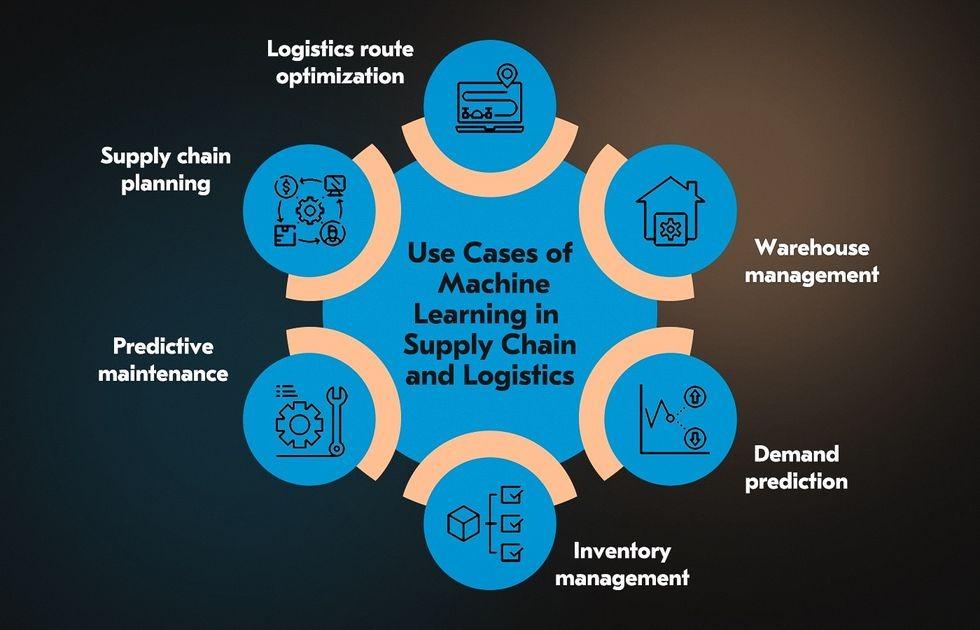 Logistics route
optimization
Supply chain
planning
Warehouse
management
Use Cases of
Machine
Learning in
Supply Chain
and Logistics
Predictive
maintenance
Demand
prediction
Inventory
management